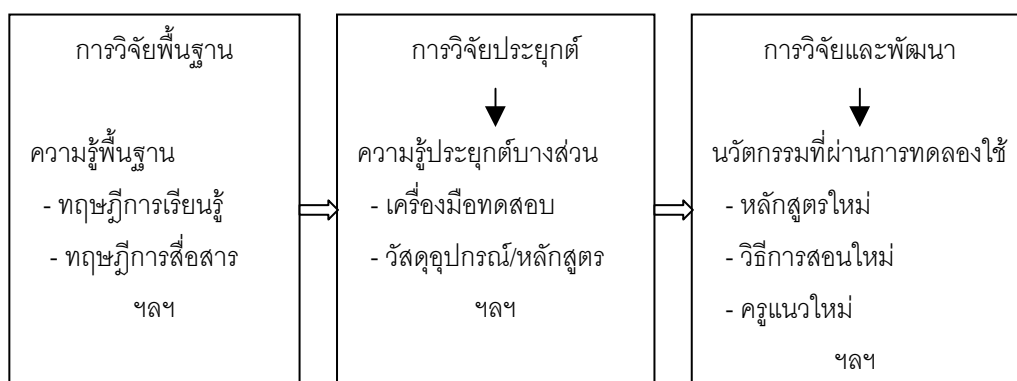 การวิจัยพื้นฐาน
ความรู้พื้นฐาน
- ทฤษฎีการเรียนรู้
- ทฤษฎีการสื่อสาร
ฯลฯ
การวิจัยประยุกต์
ความรู้ประยุกต์บางส่วน
- เครื่องมือทดสอบ
- วัสดุอุปกรณ์/หลักสูตร
ฯลฯ
การวิจัยและพัฒนา
นวัตกรรมที่ผ่านการทดลองใช้
- หลักสูตรใหม่
- วิธีการสอนใหม่
- ครูแนวใหม่
ฯลฯ